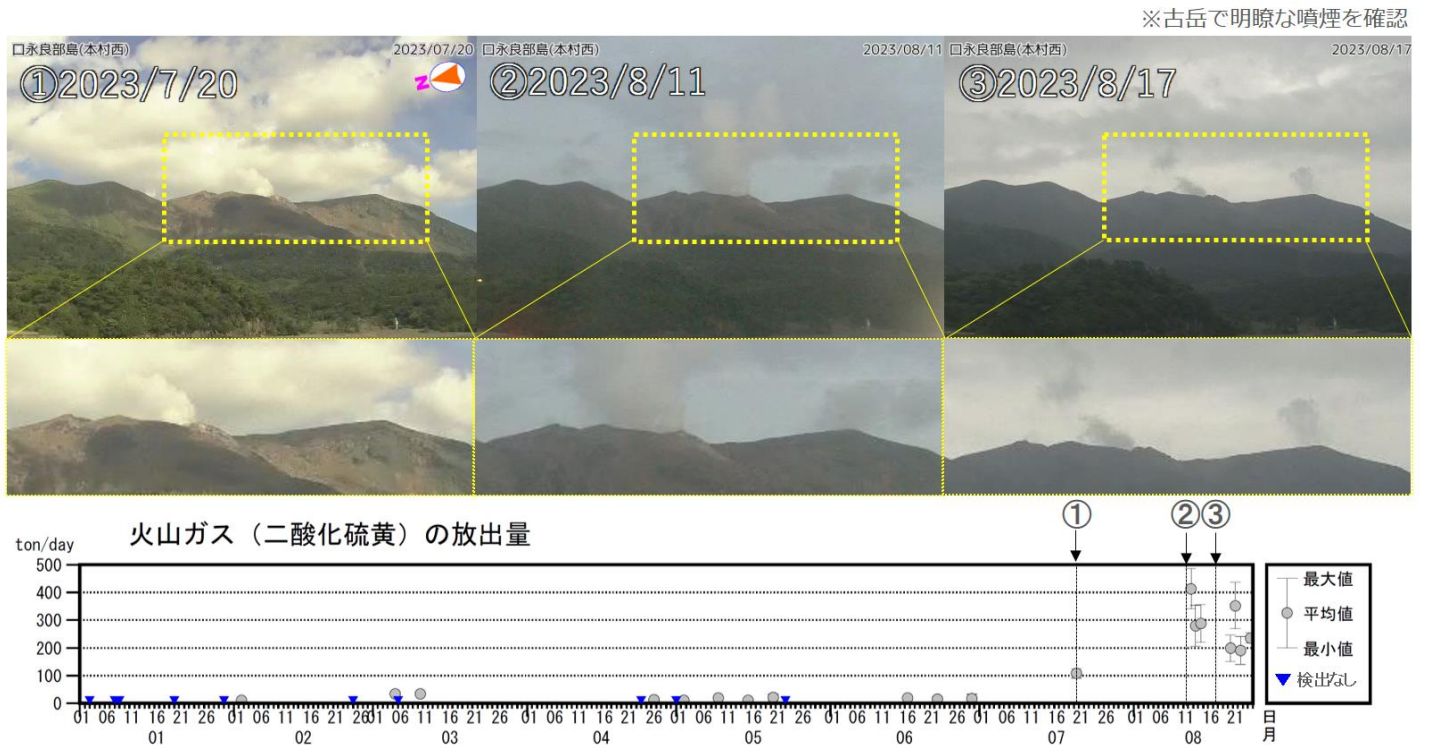 ※古岳で明瞭な噴煙を確認
口永良部島(本村西) 2023/07/20
①2023/7/20
N
口永良部島(本村西) 2023/08/11
②2023/8/11
口永良部島(本村西) 2023/08/17
③2023/8/17
火山ガス（二酸化硫黄）の放出量
ton/day
① ② ③
500
400
300
200
100
0
最大値
平均値
最小値
検出なし
01 06 11 16 21 26 01 06 11 16 21 26 01 06 11 16 21 26 01 06 11 16 21 26 01 06 11 16 21 26 01 06 11 16 21 26 01 06 11 16 21 26 01 06 11 16 21 日
01 02 03 04 05 06 07 08 月